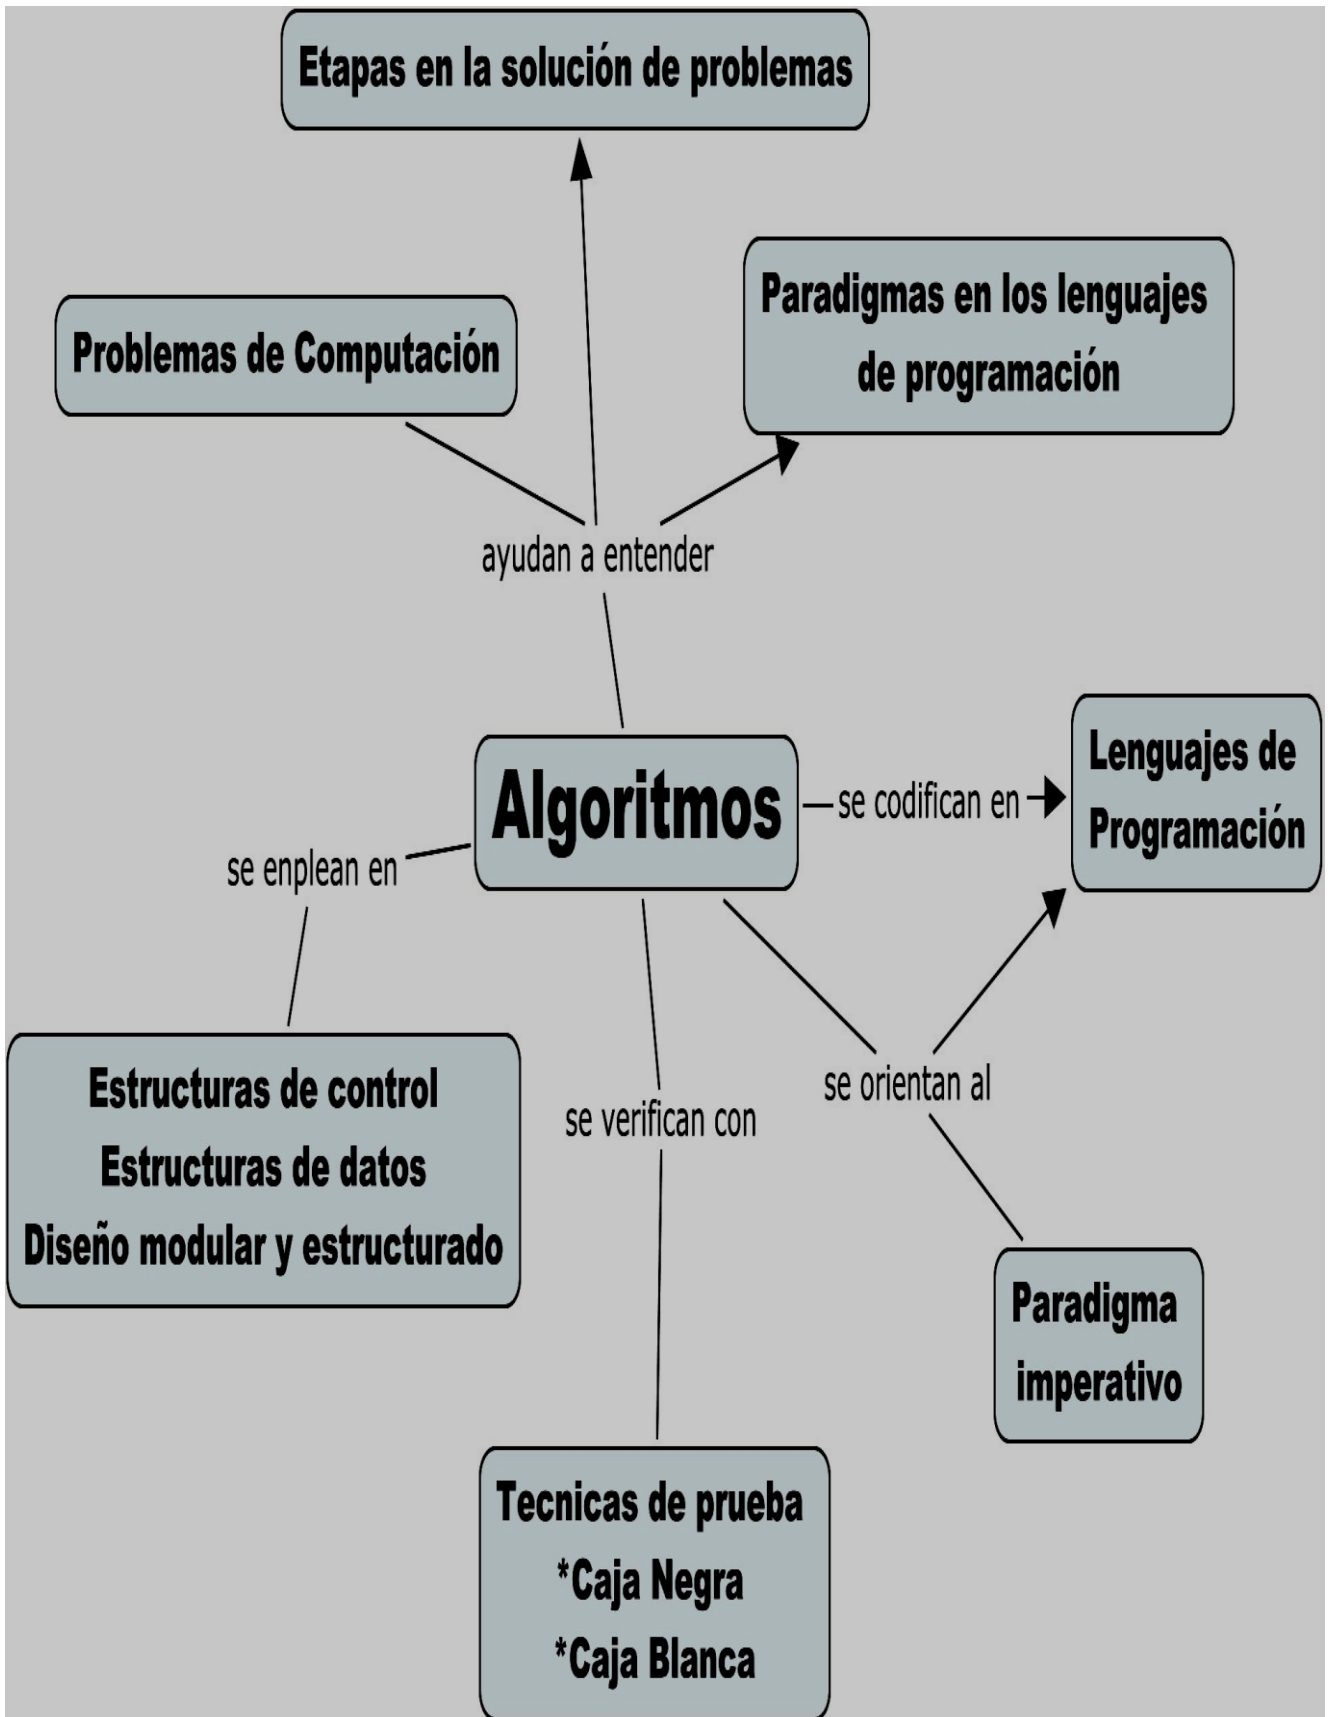 Etapas en la solución de problemas
Problemas de Computación
Paradigmas en los lenguajes
de programación
ayudan a entender
Algoritmos
se codifican en
Lenguajes de
Programación
se enplean en
Estructuras de control
Estructuras de datos
Diseño modular y estructurado
se verifican con
se orientan al
Paradigma
imperativo
Tecnicas de prueba
*Caja Negra
*Caja Blanca